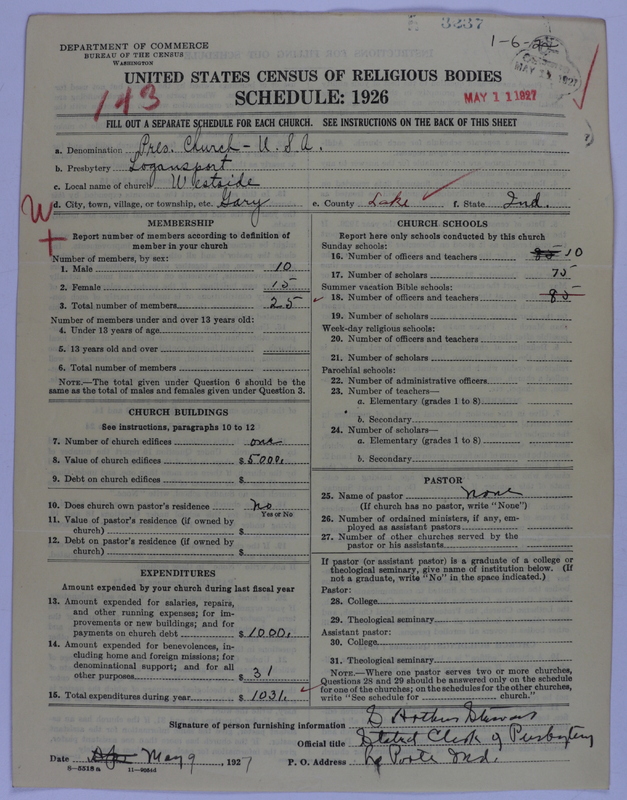 3237
DEPARTMENT OF COMMERCE
BUREAU OF THE CENSUS
WASHINGTON
1-6-
MAY 11 1927
UNITED STATES CENSUS OF RELIGIOUS BODIES
SCHEDULE: 1926
MAY 11 1927
143
FILL OUT A SEPARATE SCHEDULE FOR EACH CHURCH. SEE INSTRUCTIONS ON THE BACK OF THIS SHEET
a. Denomination Pres. Church - U. S. A.
b. Presbytery Logansport
c. Local name of church Westside
W d. City, town, village, or township, etc. Gary e. County Lake f. State Ind.
MEMBERSHIP
Report number of members according to definition of
member in your church
Number of members, by sex:
1. Male 10
2. Female 15
3. Total number of members 25
Number of members under and over 13 years old:
4. Under 13 years of age
5. 13 years old and over
6. Total number of members
NOTE.—The total given under Question 6 should be the
same as the total of males and females given under Question 3.
CHURCH BUILDINGS
See instructions, paragraphs 10 to 12
7. Number of church edifices one
8. Value of church edifices $ 5000.
9. Debt on church edifices $
10. Does church own pastor's residence No
Yes or No
11. Value of pastor's residence (if owned by
church) $
12. Debt on pastor's residence (if owned by
church) $
EXPENDITURES
Amount expended by your church during last fiscal year
13. Amount expended for salaries, repairs,
and other running expenses; for im-
provements or new buildings; and for
payments on church debt $ 1000.
14. Amount expended for benevolences, in-
cluding home and foreign missions; for
denominational support; and for all
other purposes $ 31
15. Total expenditures during year $ 1031.
CHURCH SCHOOLS
Report here only schools conducted by this church
Sunday schools:
16. Number of officers and teachers 85 10
17. Number of scholars 75
Summer vacation Bible schools:
18. Number of officers and teachers 85
19. Number of scholars
Week-day religious schools:
20. Number of officers and teachers
21. Number of scholars
Parochial schools:
22. Number of administrative officers
23. Number of teachers—
a. Elementary (grades 1 to 8)
b. Secondary
24. Number of scholars—
a. Elementary (grades 1 to 8)
b. Secondary
PASTOR
25. Name of pastor None
(If church has no pastor, write "None")
26. Number of ordained ministers, if any, em-
ployed as assistant pastors
27. Number of other churches served by the
pastor or his assistants
If pastor (or assistant pastor) is a graduate of a college or
theological seminary, give name of institution below. (If
not a graduate, write "No" in the space indicated.)
Pastor:
28. College
29. Theological seminary
Assistant pastor:
30. College
31. Theological seminary
NOTE.—Where one pastor serves two or more churches,
Questions 28 and 29 should be answered only on the schedule
for one of the churches; on the schedules for the other churches,
write "See schedule for church."
Signature of person furnishing information
Official title Stated Clerk of Presbytery
Date May 9, 1927 P. O. Address La Porte Ind.
8-5518a